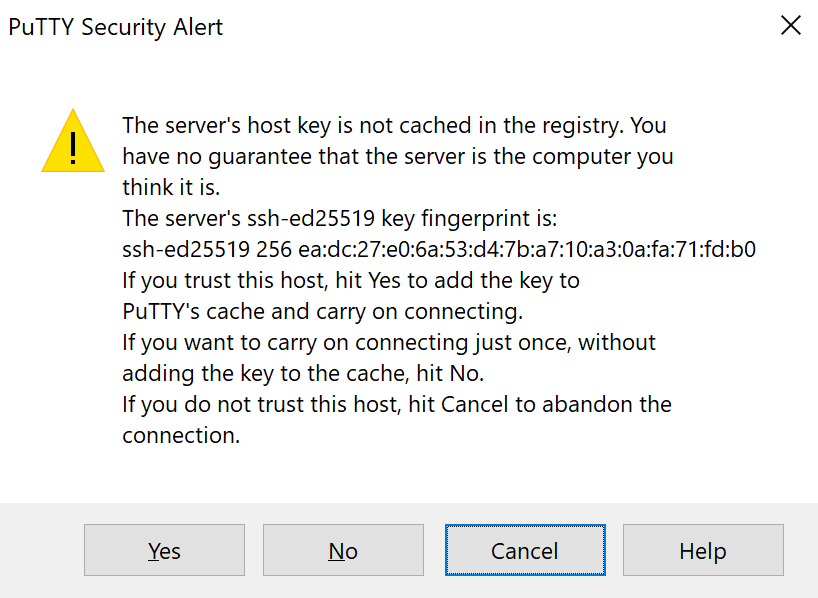 PuTTY Security Alert
The server's host key is not cached in the registry. You
have no guarantee that the server is the computer you
think it is.
The server's ssh-ed25519 key fingerprint is:
ssh-ed25519 256 ea:dc:27:e0:6a:53:d4:7b:a7:10:a3:0a:fa:71:fd:b0
If you trust this host, hit Yes to add the key to
PuTTY's cache and carry on connecting.
If you want to carry on connecting just once, without
adding the key to the cache, hit No.
If you do not trust this host, hit Cancel to abandon the
connection.
Yes No Cancel Help